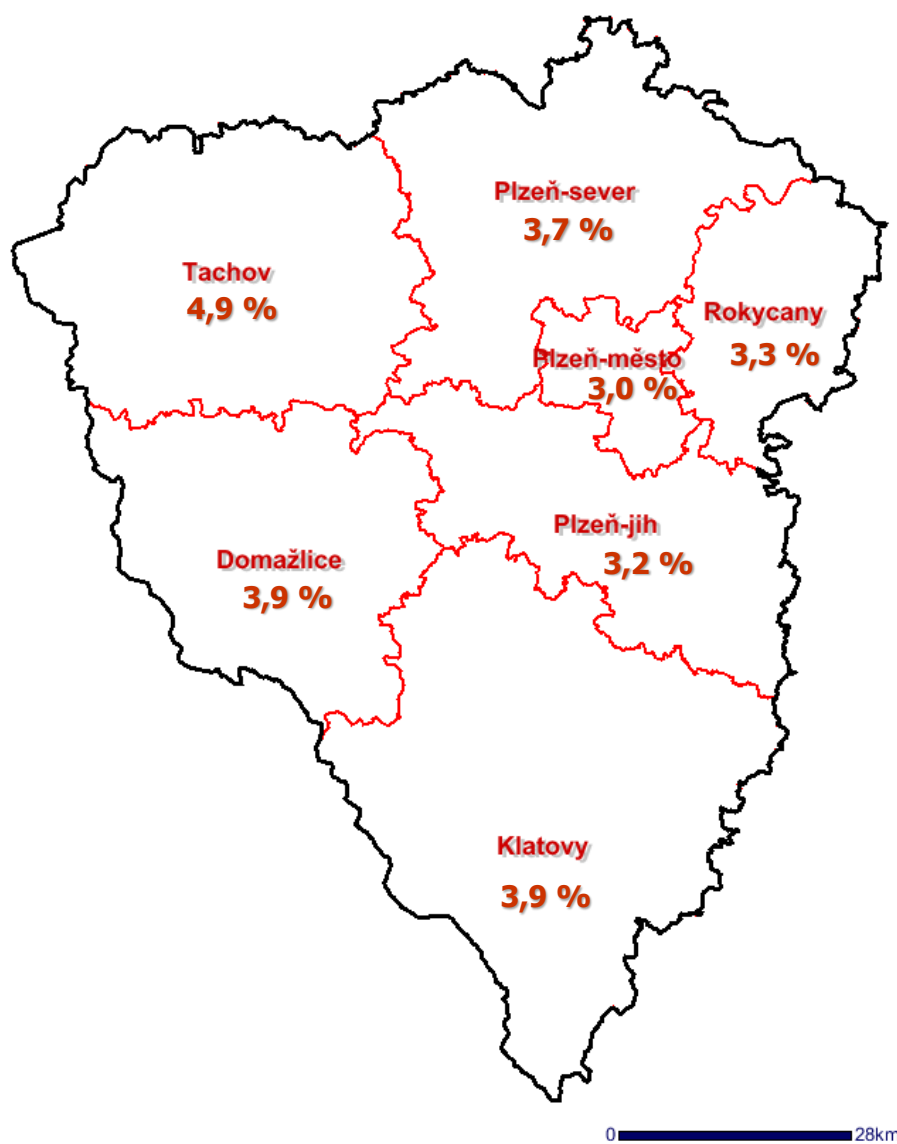 Plzeň-sever
3,7 %
Tachov
4,9 %
Rokycany
3,3 %
Plzeň-město
3,0 %
Plzeň-jih
3,2 %
Domažlice
3,9 %
Klatovy
3,9 %
0 28km